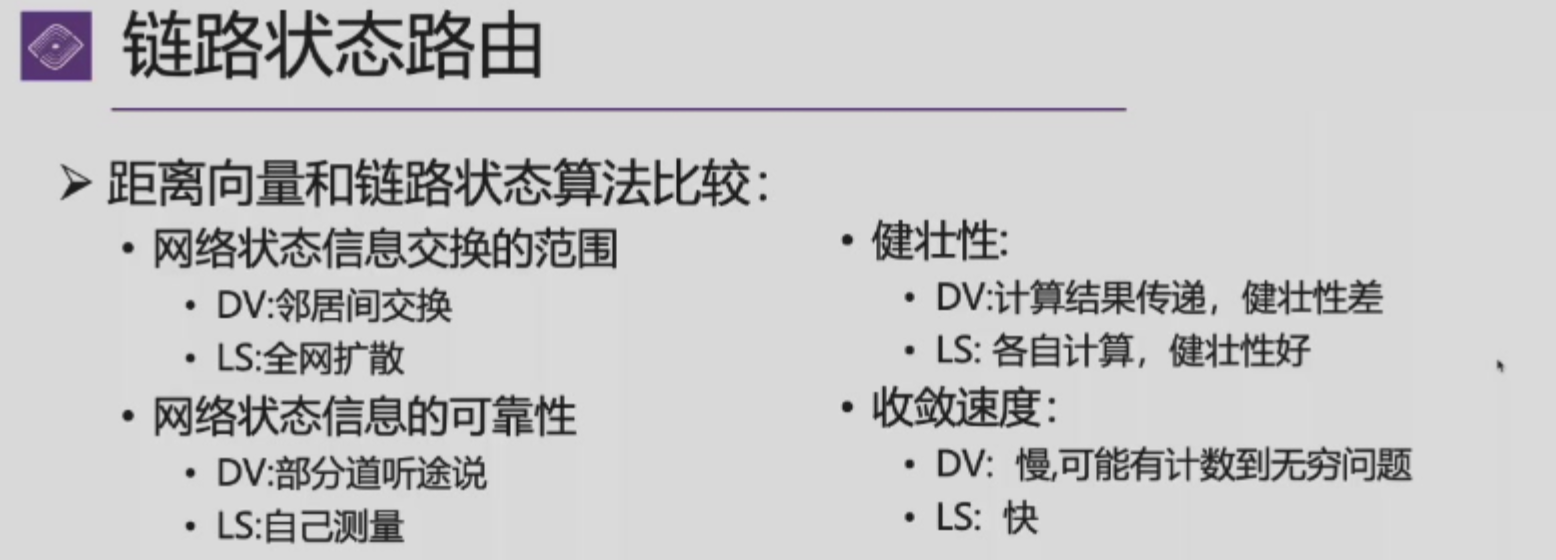 链路状态路由
➢ 距离向量和链路状态算法比较：
• 网络状态信息交换的范围
• DV:邻居间交换
• LS:全网扩散
• 网络状态信息的可靠性
• DV:部分道听途说
• LS:自己测量
• 健壮性:
• DV:计算结果传递，健壮性差
• LS: 各自计算，健壮性好
• 收敛速度：
• DV: 慢,可能有计数到无穷问题
• LS: 快